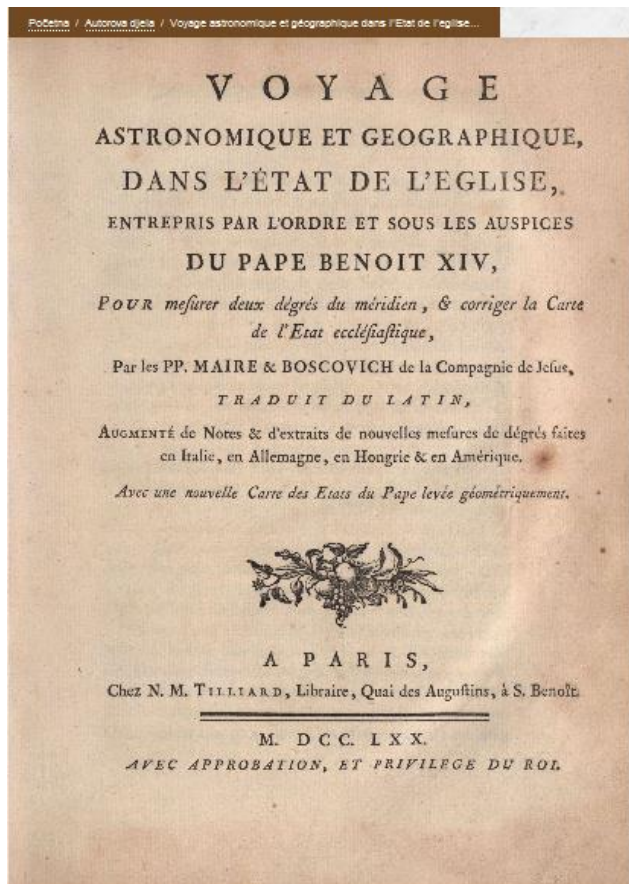 Početna / Autorova djela / Voyage astronomique et géographique dans l'Etat de l'eglise...
VOYAGE
ASTRONOMIQUE ET GEOGRAPHIQUE,
DANS L'ÉTAT DE L'EGLISE,
ENTREPRIS PAR L'ORDRE ET SOUS LES AUSPICES
DU PAPE BENOIT XIV,
POUR meſurer deux dégrés du méridien, & corriger la Carte
de l'Etat eccléſiaſtique,
Par les PP. MAIRE & BOSCOVICH de la Compagnie de Jeſus,
TRADUIT DU LATIN,
AUGMENTÉ de Notes & d'extraits de nouvelles meſures de dégrés faites
en Italie, en Allemagne, en Hongrie & en Amérique.
Avec une nouvelle Carte des Etats du Pape levée géométriquement.
A PARIS,
Chez N. M. TILLIARD, Libraire, Quai des Auguſtins, à S. Benoît.
M. DCC. LXX.
AVEC APPROBATION, ET PRIVILEGE DU ROI.